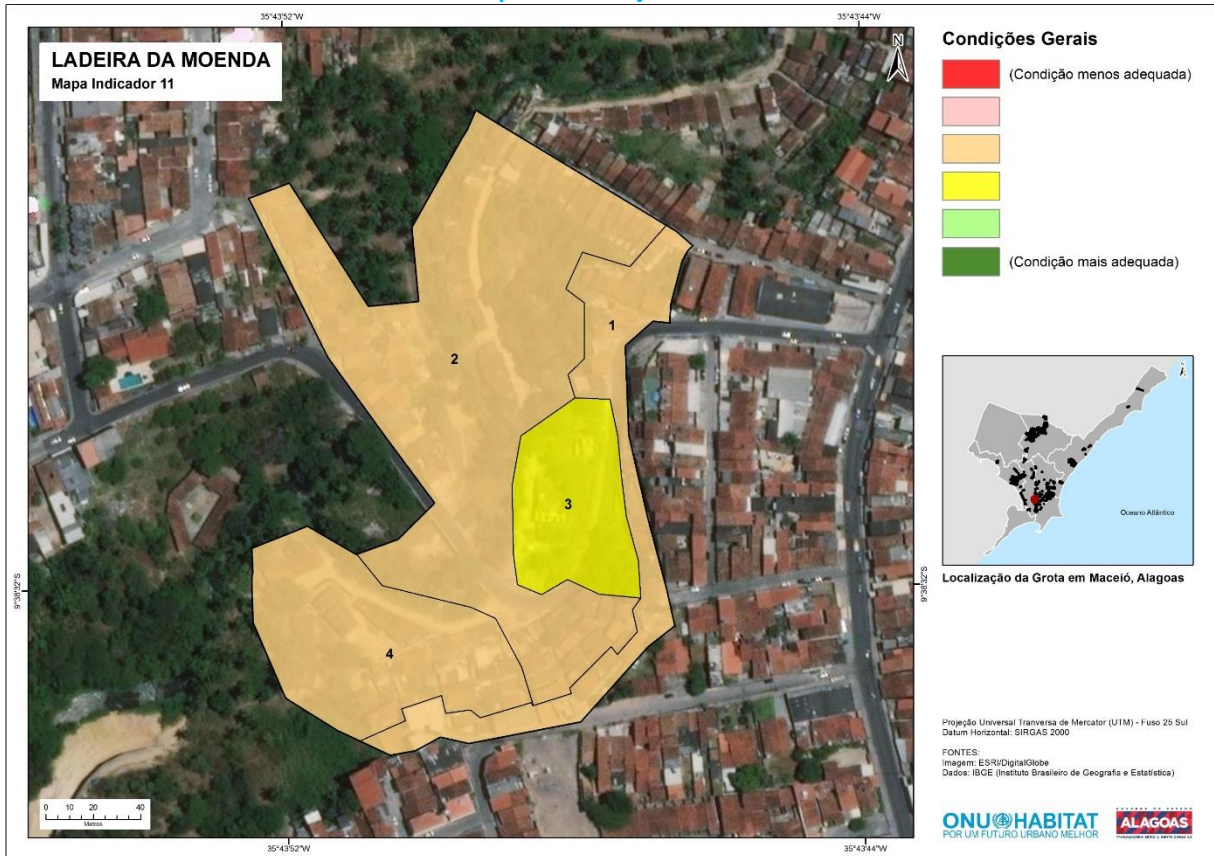 35°43'52"W
35°43'44"W
LADEIRA DA MOENDA
Mapa Indicador 11
N
Condições Gerais
(Condição menos adequada)
(Condição mais adequada)
1
2
3
4
9°38'32"S
9°38'32"S
Oceano Atlântico
Localização da Grota em Maceió, Alagoas
Projeção Universal Tranversa de Mercator (UTM) - Fuso 25 Sul
Datum Horizontal: SIRGAS 2000
FONTES:
Imagem: ESRI/DigitalGlobe
Dados: IBGE (Instituto Brasileiro de Geografia e Estatística)
0 10 20 40
Metros
ONU HABITAT
POR UM FUTURO URBANO MELHOR
ALAGOAS
35°43'52"W
35°43'44"W